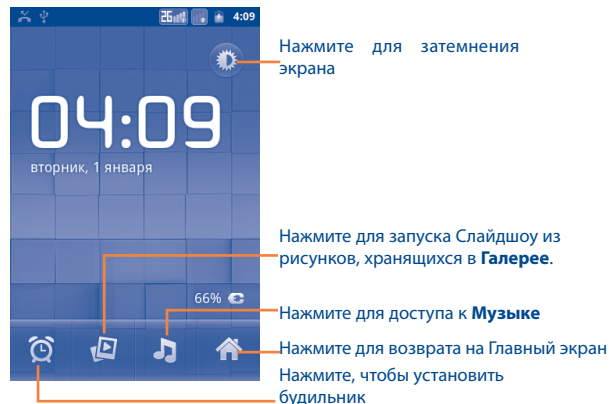 2G 4:09
Нажмите для затемнения
экрана
04:09
вторник, 1 января
Нажмите для запуска Слайдшоу из
рисунков, хранящихся в Галерее.
66%
Нажмите для доступа к Музыке
Нажмите для возврата на Главный экран
Нажмите, чтобы установить
будильник